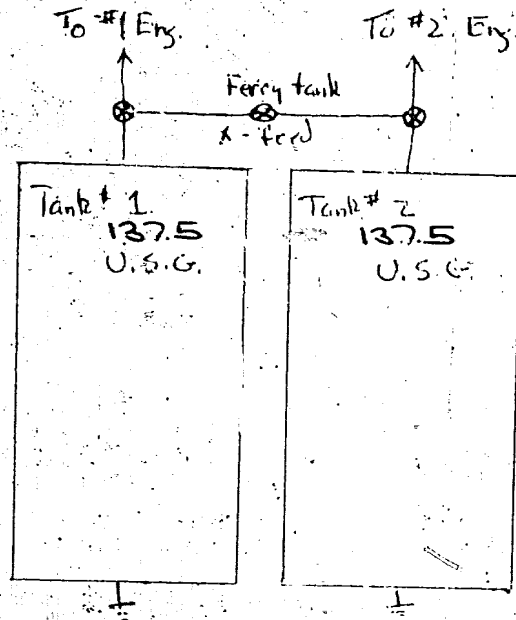 To #1 Eng.
To #2 Eng.
Ferry tank
x-feed
Tank # 1
137.5
U.S.G.
Tank # 2
137.5
U.S.G.